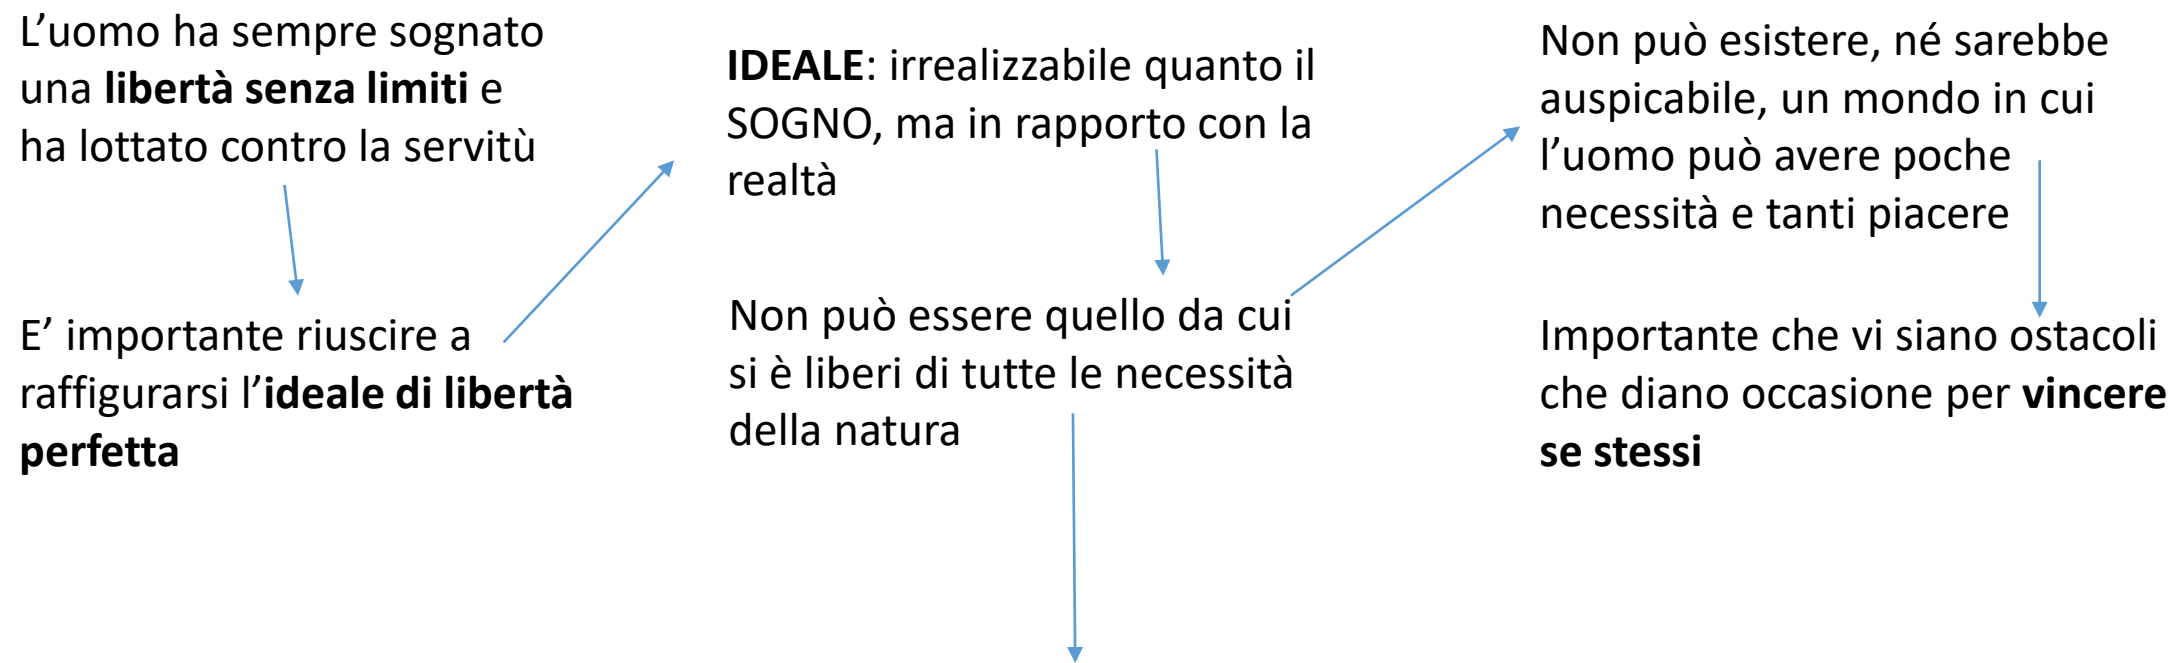 L’uomo ha sempre sognato
una libertà senza limiti e
ha lottato contro la servitù
E’ importante riuscire a
raffigurarsi l’ideale di libertà
perfetta
IDEALE: irrealizzabile quanto il
SOGNO, ma in rapporto con la
realtà
Non può essere quello da cui
si è liberi di tutte le necessità
della natura
Non può esistere, né sarebbe
auspicabile, un mondo in cui
l’uomo può avere poche
necessità e tanti piacere
Importante che vi siano ostacoli
che diano occasione per vincere
se stessi